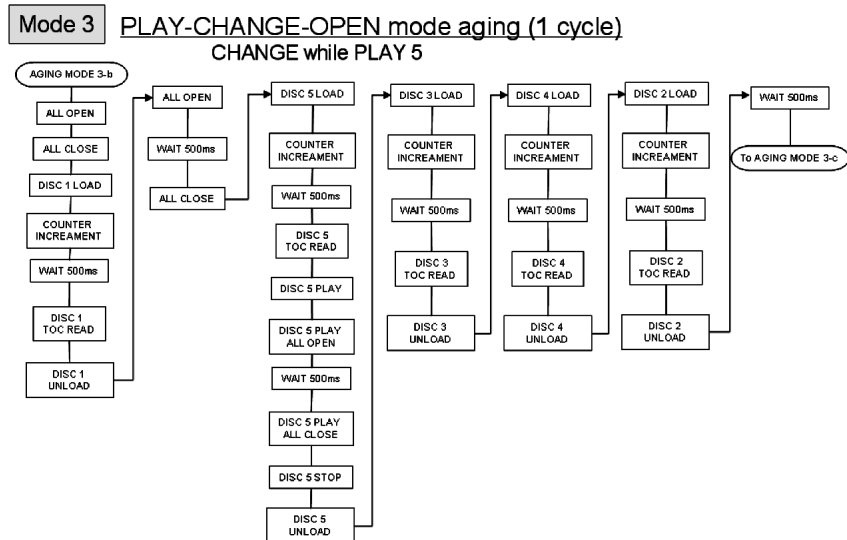 Mode 3
PLAY-CHANGE-OPEN mode aging (1 cycle)
CHANGE while PLAY 5
AGING MODE 3-b
ALL OPEN
ALL CLOSE
DISC 1 LOAD
COUNTER
INCREAMENT
WAIT 500ms
DISC 1
TOC READ
DISC 1
UNLOAD
ALL OPEN
WAIT 500ms
ALL CLOSE
DISC 5 LOAD
COUNTER
INCREAMENT
WAIT 500ms
DISC 5
TOC READ
DISC 5 PLAY
DISC 5 PLAY
ALL OPEN
WAIT 500ms
DISC 5 PLAY
ALL CLOSE
DISC 5 STOP
DISC 5
UNLOAD
DISC 3 LOAD
COUNTER
INCREAMENT
WAIT 500ms
DISC 3
TOC READ
DISC 3
UNLOAD
DISC 4 LOAD
COUNTER
INCREAMENT
WAIT 500ms
DISC 4
TOC READ
DISC 4
UNLOAD
DISC 2 LOAD
COUNTER
INCREAMENT
WAIT 500ms
DISC 2
TOC READ
DISC 2
UNLOAD
WAIT 500ms
To AGING MODE 3-c